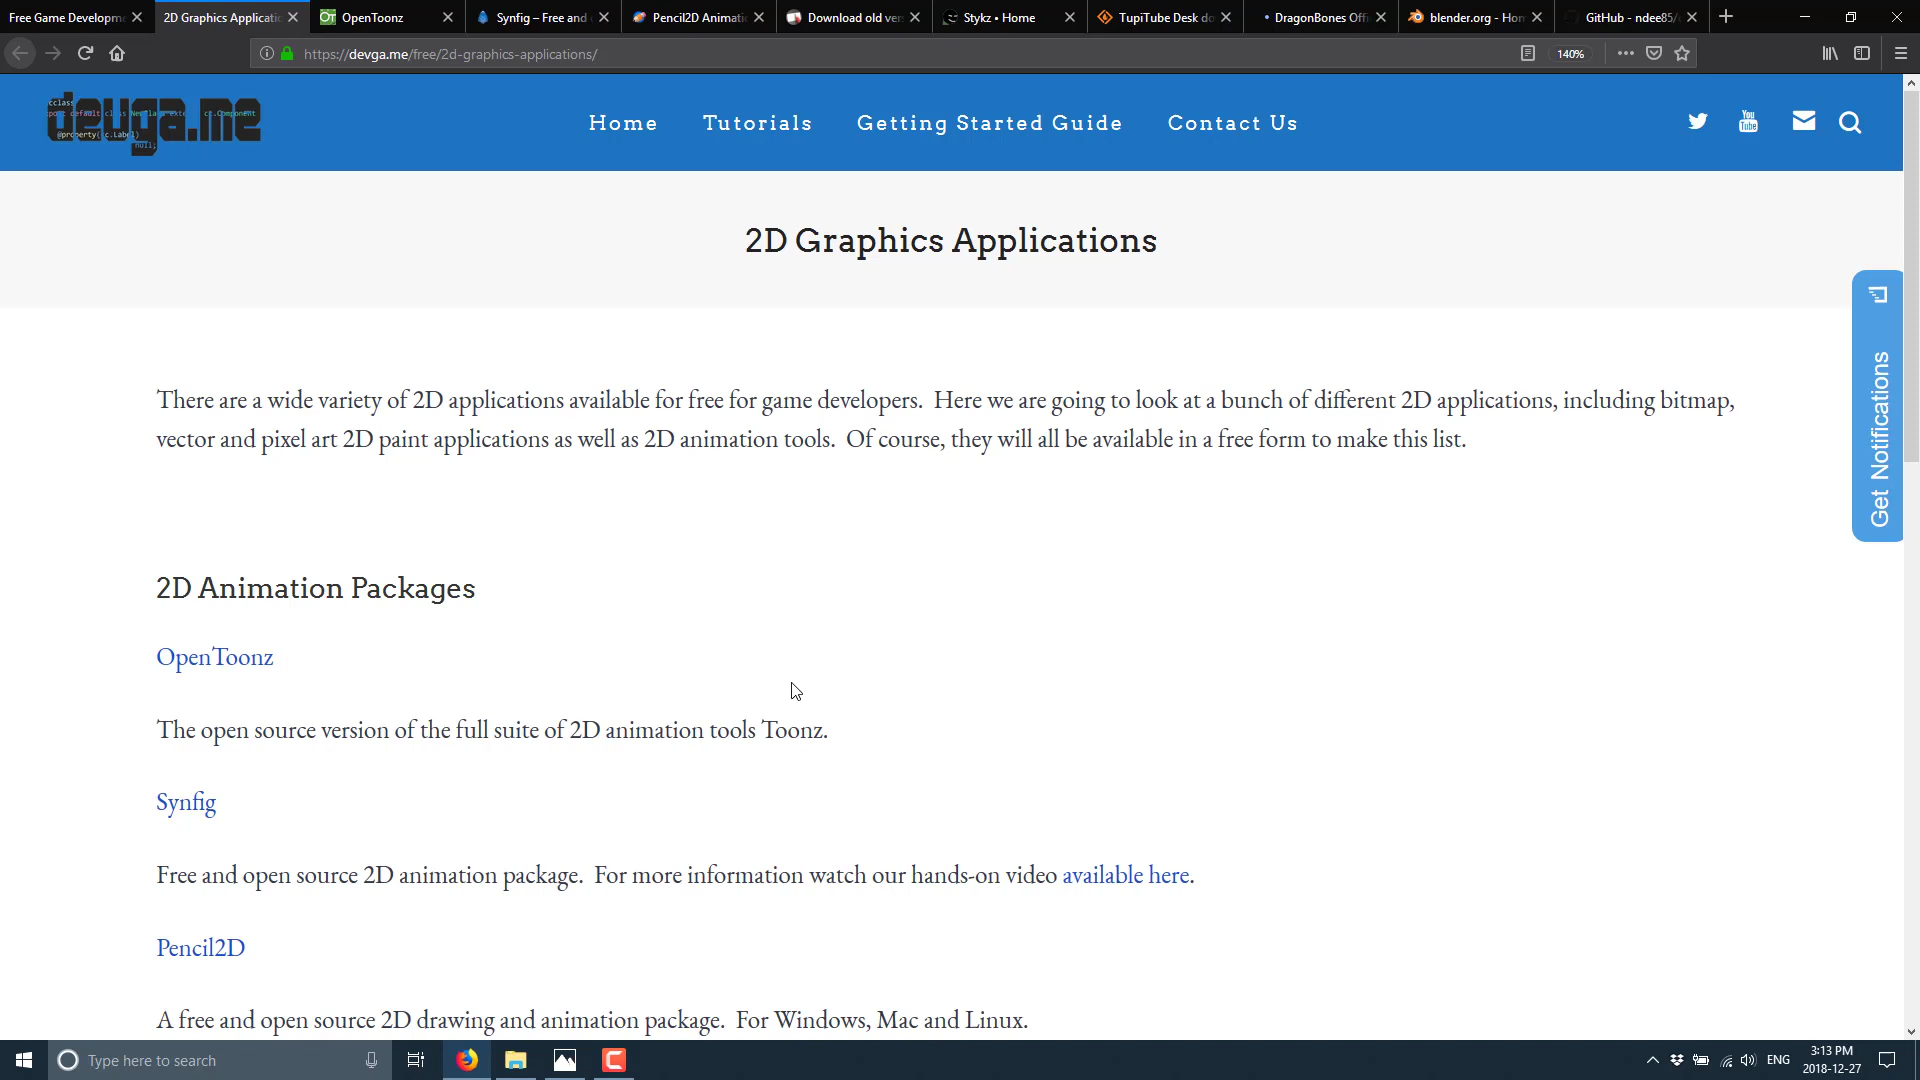 Free Game Developm
2D Graphics Applicati
OpenToonz
Synfig – Free and
Pencil2D Animati
Download old ver
Stykz • Home
TupiTube Desk do
DragonBones Offi
blender.org - Hom
GitHub - ndee85/
https://devga.me/free/2d-graphics-applications/
140%
devga.me
Home
Tutorials
Getting Started Guide
Contact Us
You
Tube
2D Graphics Applications
Get Notifications
There are a wide variety of 2D applications available for free for game developers. Here we are going to look at a bunch of different 2D applications, including bitmap,
vector and pixel art 2D paint applications as well as 2D animation tools. Of course, they will all be available in a free form to make this list.
2D Animation Packages
OpenToonz
The open source version of the full suite of 2D animation tools Toonz.
Synfig
Free and open source 2D animation package. For more information watch our hands-on video available here.
Pencil2D
A free and open source 2D drawing and animation package. For Windows, Mac and Linux.
Type here to search
ENG
3:13 PM
2018-12-27